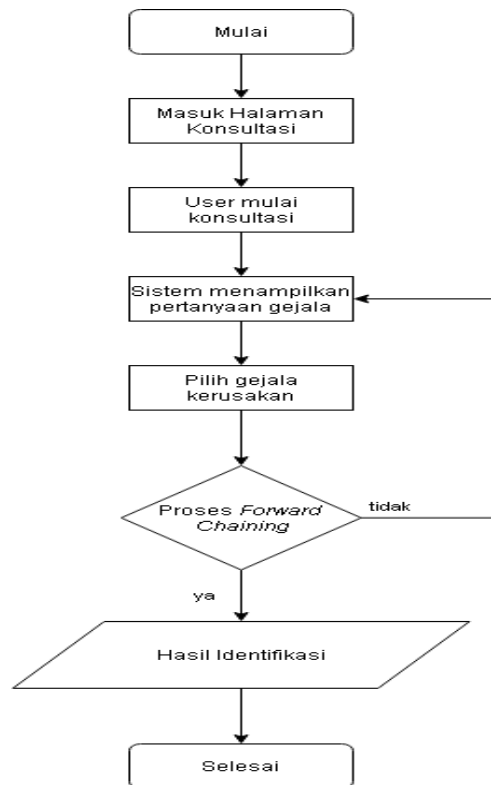 Mulai
Masuk Halaman
Konsultasi
User mulai
konsultasi
Sistem menampilkan
pertanyaan gejala
Pilih gejala
kerusakan
Proses Forward
Chaining
tidak
ya
Hasil Identifikasi
Selesai